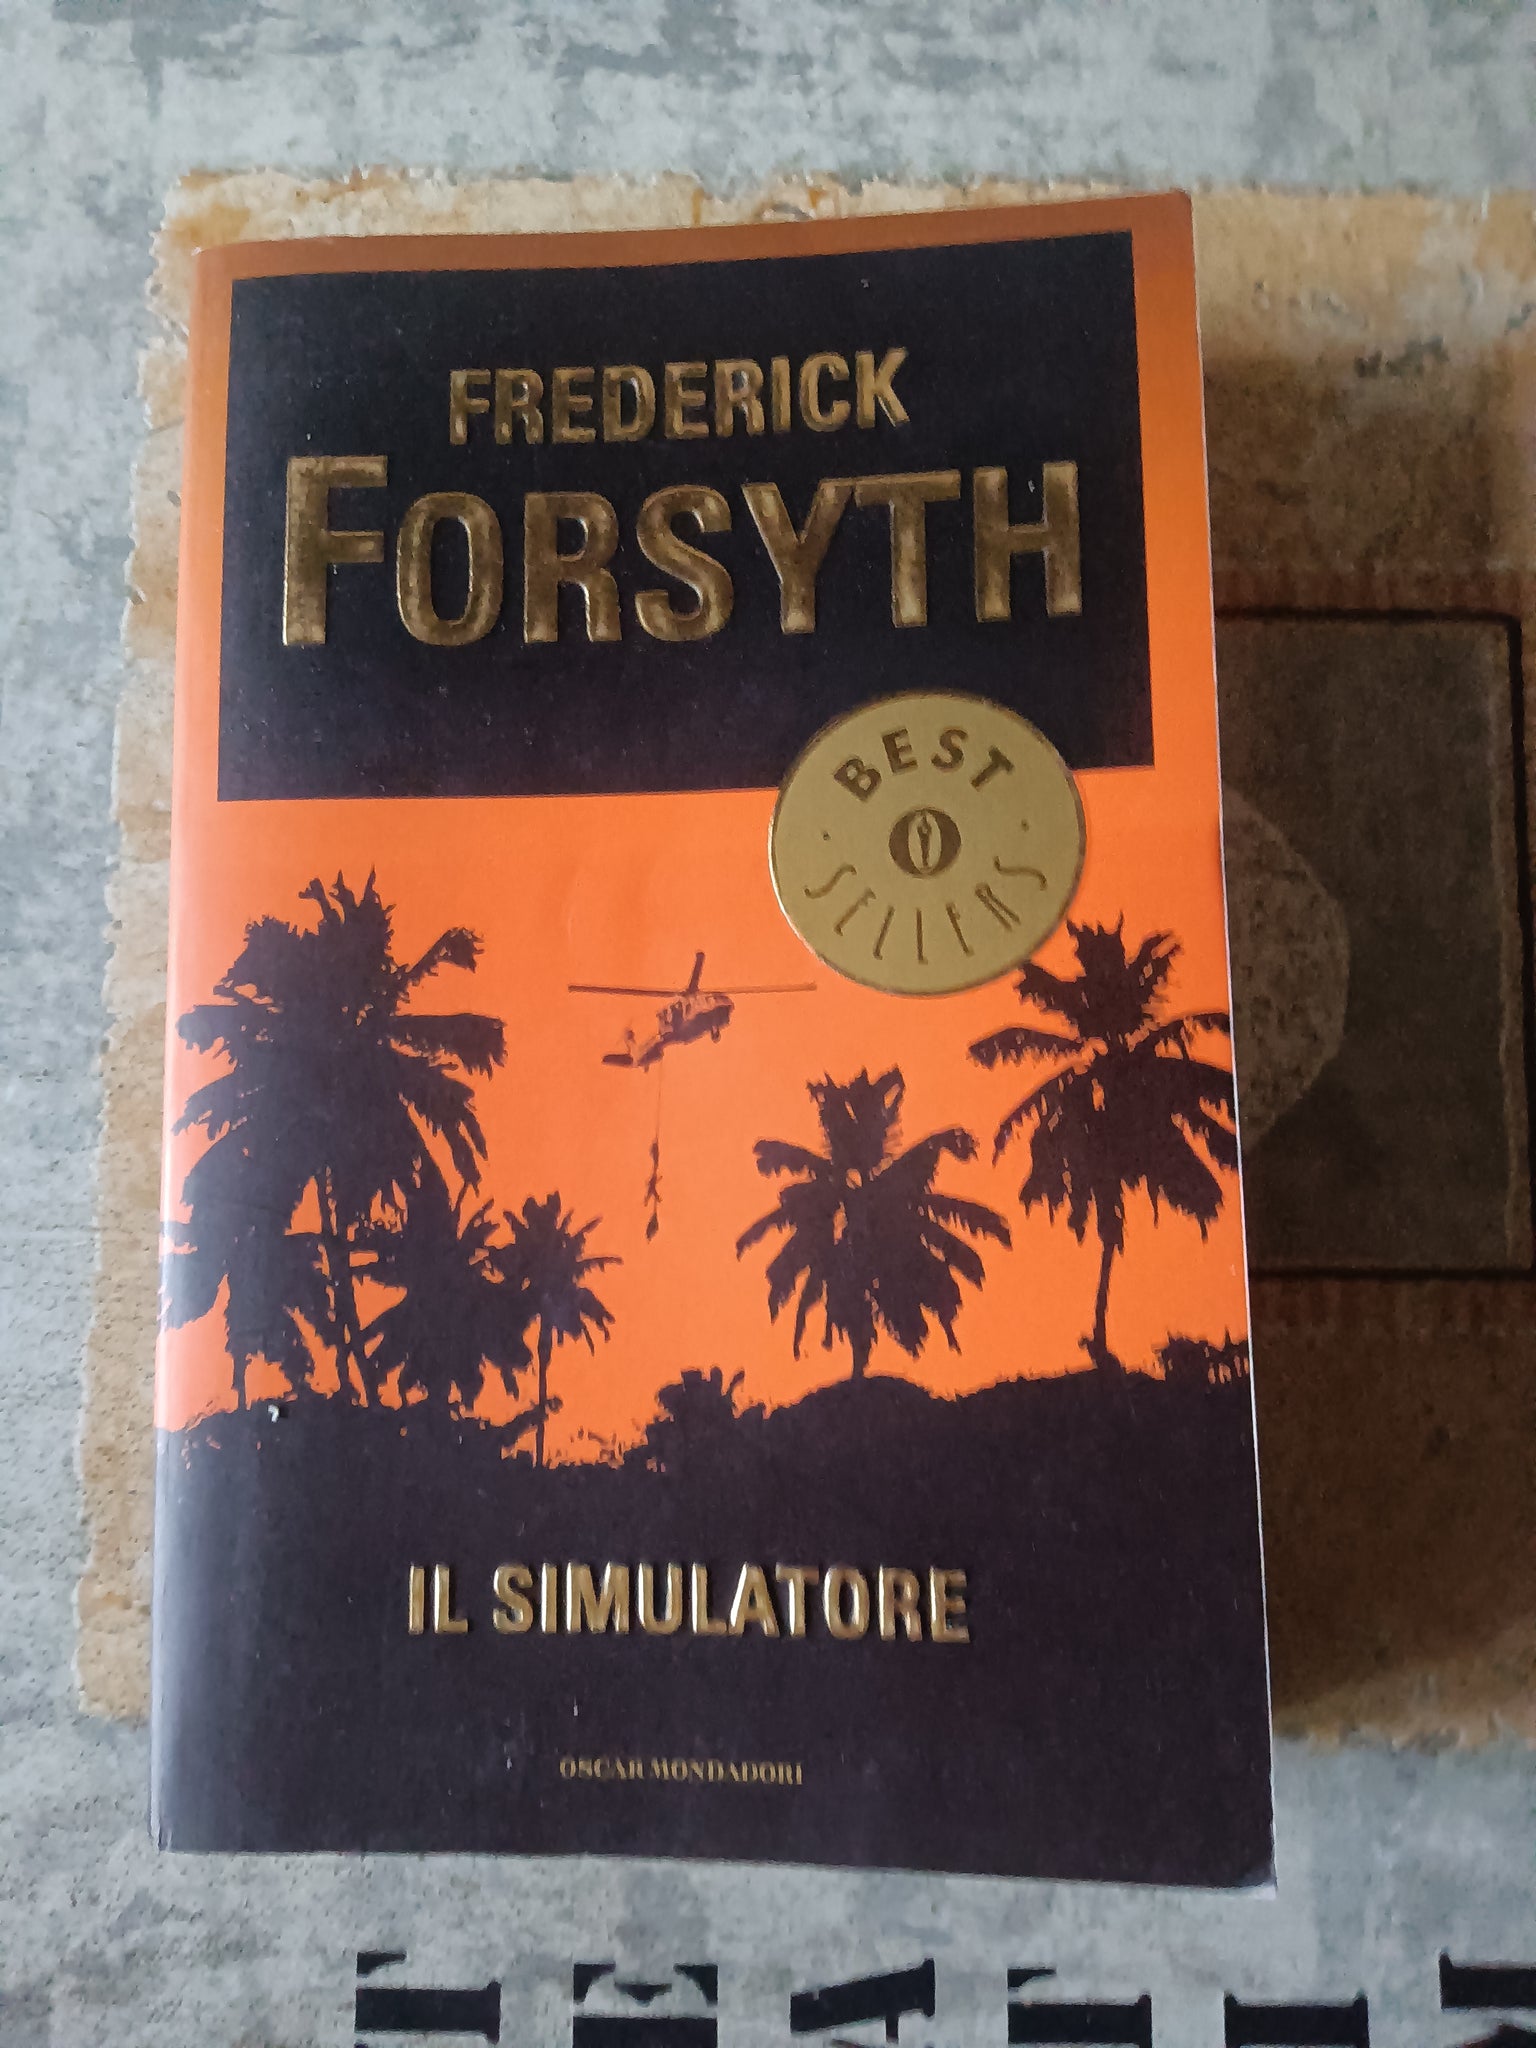 FREDERICK
FORSYTH
BEST
SELLERS
IL SIMULATORE
OSCAR MONDADORI